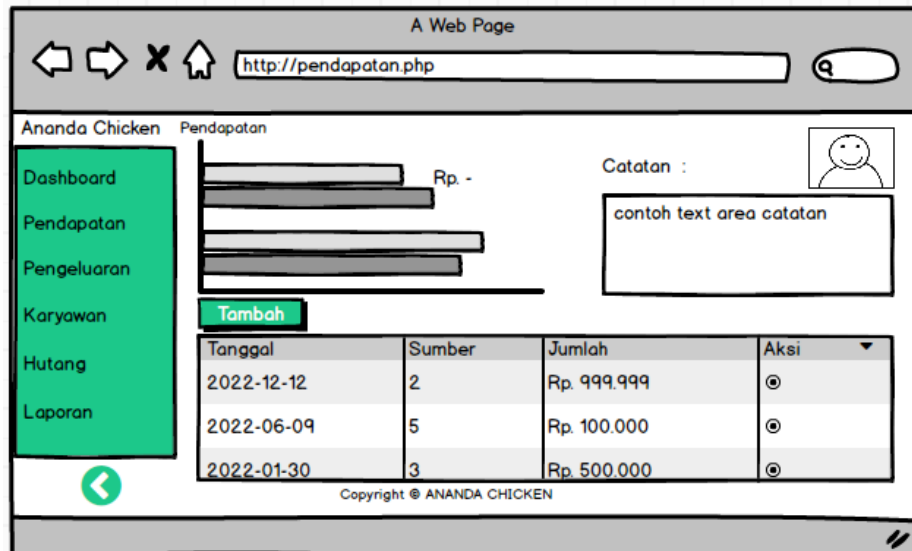 A Web Page
http://pendapatan.php
Ananda Chicken
Dashboard
Pendapatan
Pengeluaran
Karyawan
Hutang
Laporan
Pendapatan
Rp. -
Catatan :
contoh text area catatan
Tambah
Tanggal Sumber Jumlah Aksi
2022-12-12 2 Rp. 999.999
2022-06-09 5 Rp. 100.000
2022-01-30 3 Rp. 500.000
Copyright © ANANDA CHICKEN